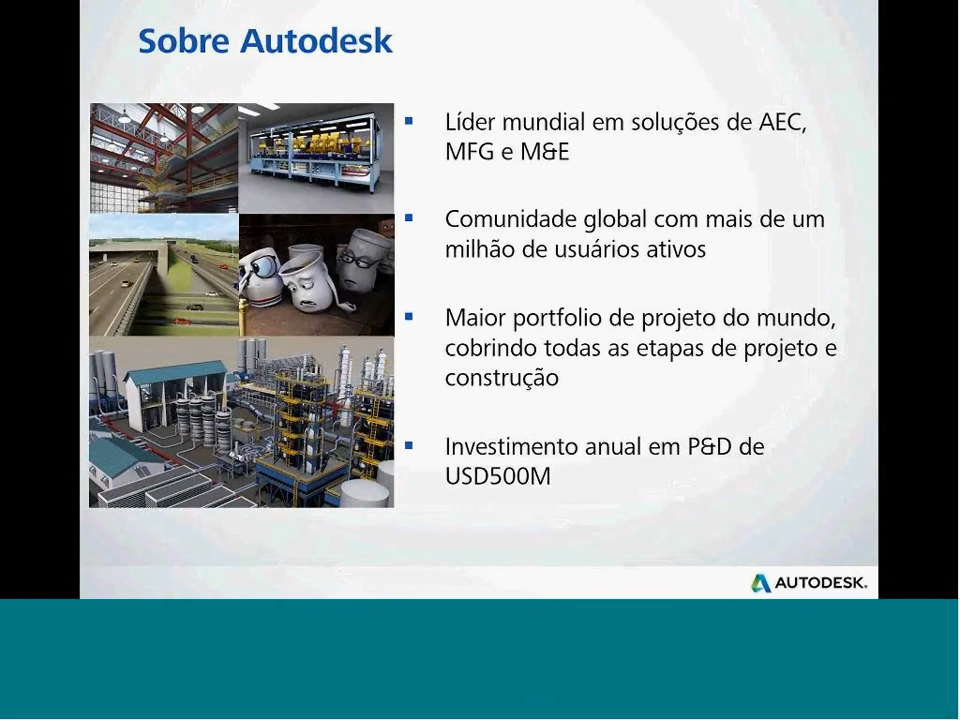 Sobre Autodesk
▪ Líder mundial em soluções de AEC,
MFG e M&E
▪ Comunidade global com mais de um
milhão de usuários ativos
▪ Maior portfolio de projeto do mundo,
cobrindo todas as etapas de projeto e
construção
▪ Investimento anual em P&D de
USD500M
AUTODESK.